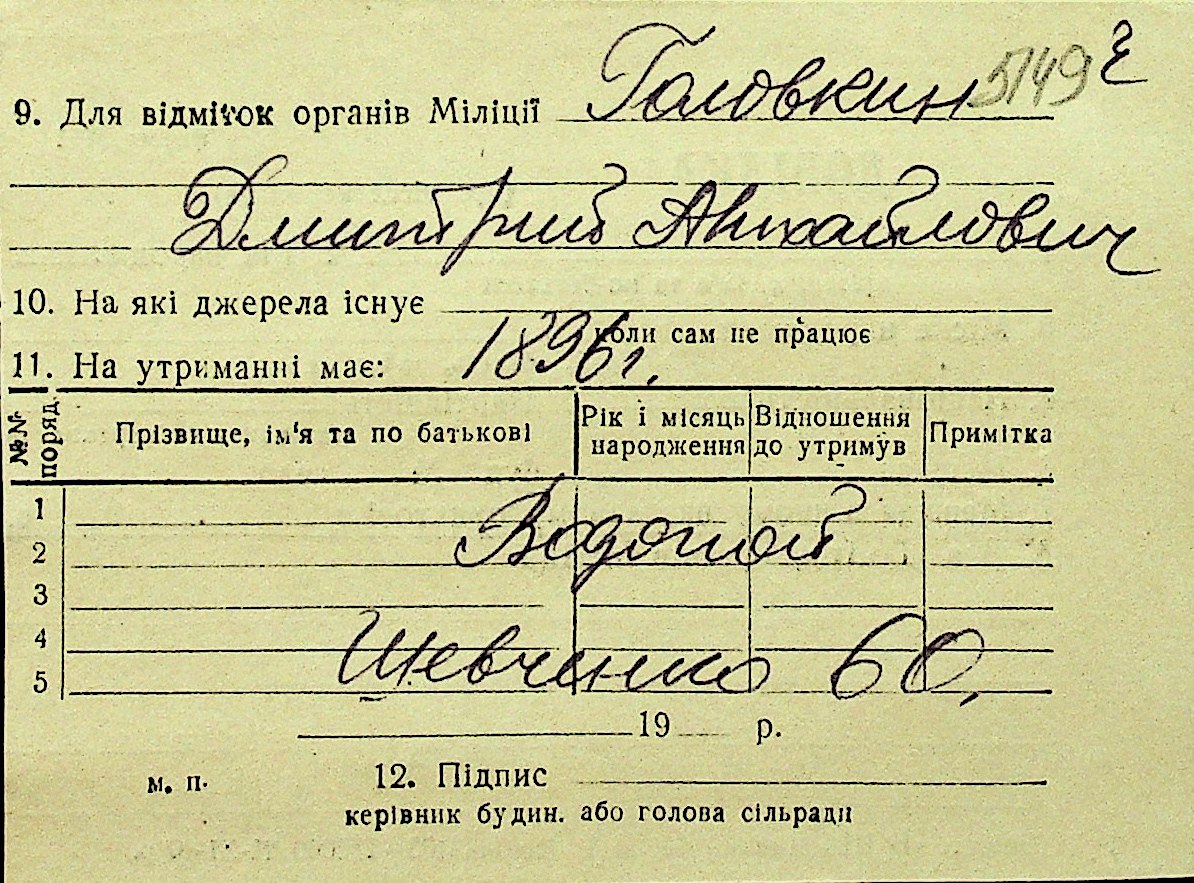 9. Для відміток органів Міліції Головкин 5149
Дмитрий Михайлович
10. На які джерела існує
коли сам не працює
11. На утриманні має: 1896 г.
№№ поряд. Прізвище, ім'я та по батькові Рік і місяць народження Відношення до утримув Примітка
1
2 Водопой
3
4
5 Шевченко 60.
19 р.
м. п. 12. Підпис
керівник будин. або голова сільради